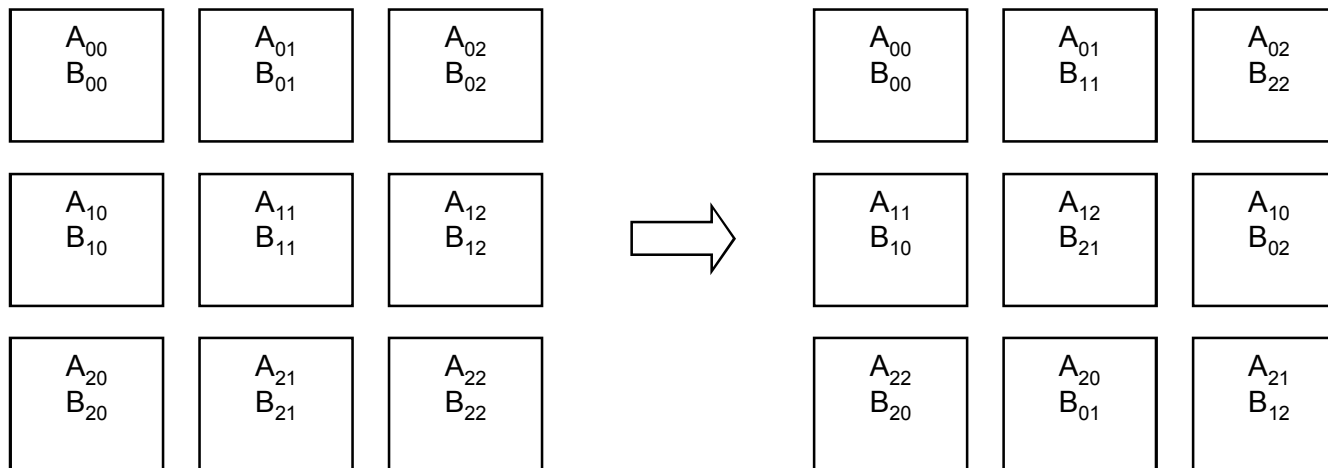 A₀₀ A₀₁ A₀₂ A₀₀ A₀₁ A₀₂
B₀₀ B₀₁ B₀₂ B₀₀ B₁₁ B₂₂
A₁₀ A₁₁ A₁₂ A₁₁ A₁₂ A₁₀
B₁₀ B₁₁ B₁₂ B₁₀ B₂₁ B₀₂
A₂₀ A₂₁ A₂₂ A₂₂ A₂₀ A₂₁
B₂₀ B₂₁ B₂₂ B₂₀ B₀₁ B₁₂